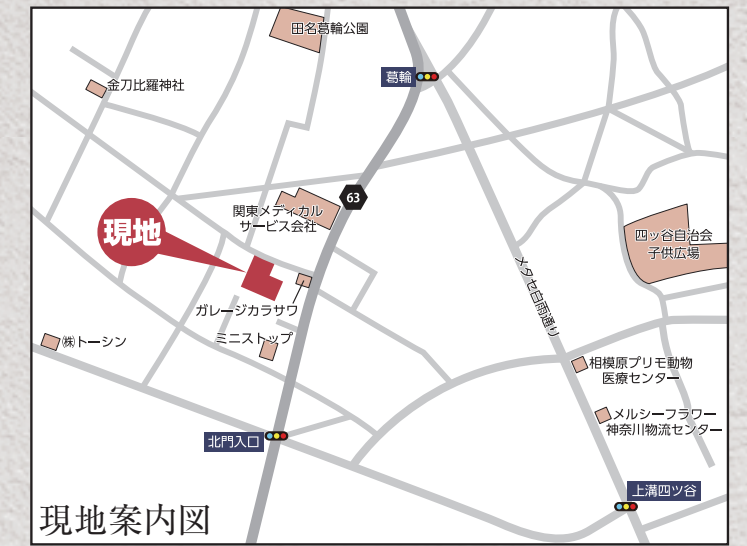 田名葛輪公園
葛輪
金刀比羅神社
63
関東メディカル
サービス会社
現地
四ッ谷自治会
子供広場
メタセ白雨通り
ガレージカラサワ
ミニストップ
㈱トーシン
相模原プリモ動物
医療センター
メルシーフラワー
神奈川物流センター
北門入口
上溝四ツ谷
現地案内図